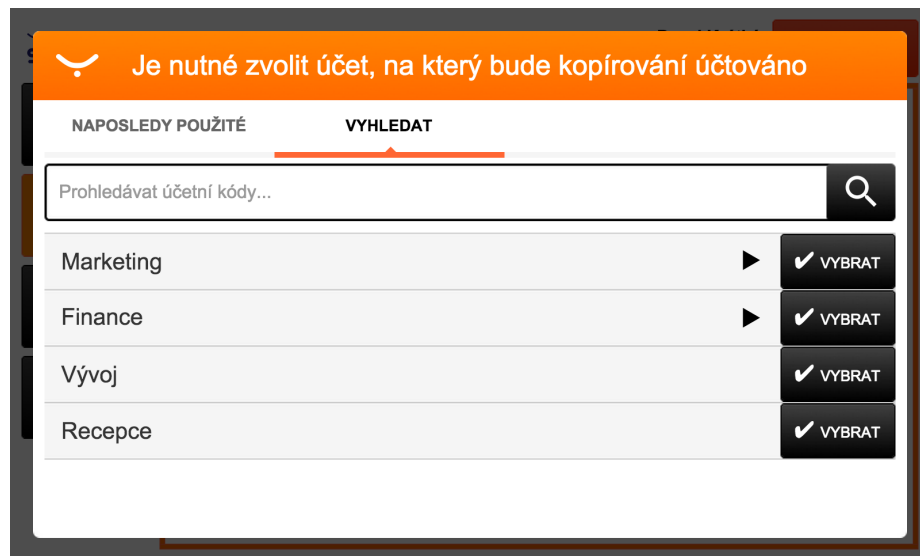 Je nutné zvolit účet, na který bude kopírování účtováno
NAPOSLEDY POUŽITÉ VYHLEDAT
Prohledávat účetní kódy...
Marketing VYBRAT
Finance VYBRAT
Vývoj VYBRAT
Recepce VYBRAT